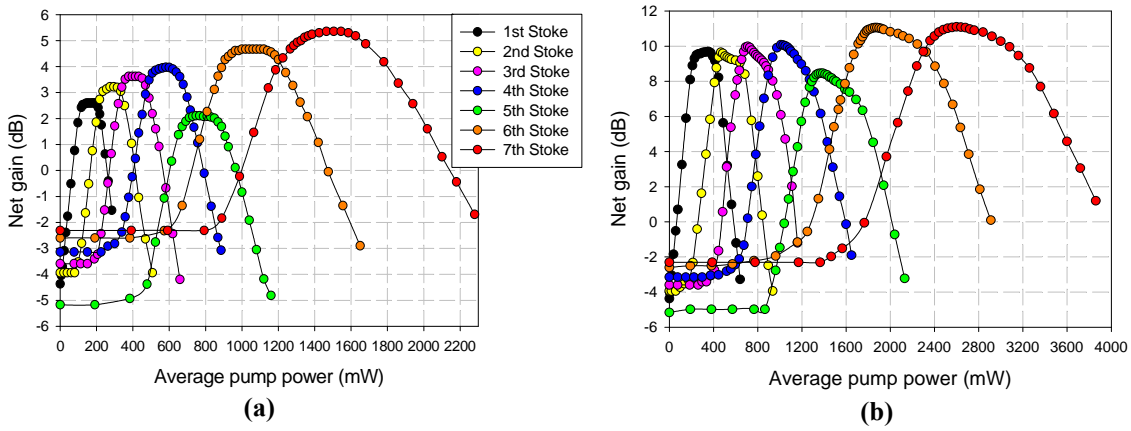 6
5
4
3
2
1
0
-1
-2
-3
-4
-5
-6
Net gain (dB)
0 200 400 600 800 1000 1200 1400 1600 1800 2000 2200
Average pump power (mW)
(a)
1st Stoke
2nd Stoke
3rd Stoke
4th Stoke
5th Stoke
6th Stoke
7th Stoke
12
10
8
6
4
2
0
-2
-4
-6
Net gain (dB)
0 400 800 1200 1600 2000 2400 2800 3200 3600 4000
Average pump power (mW)
(b)